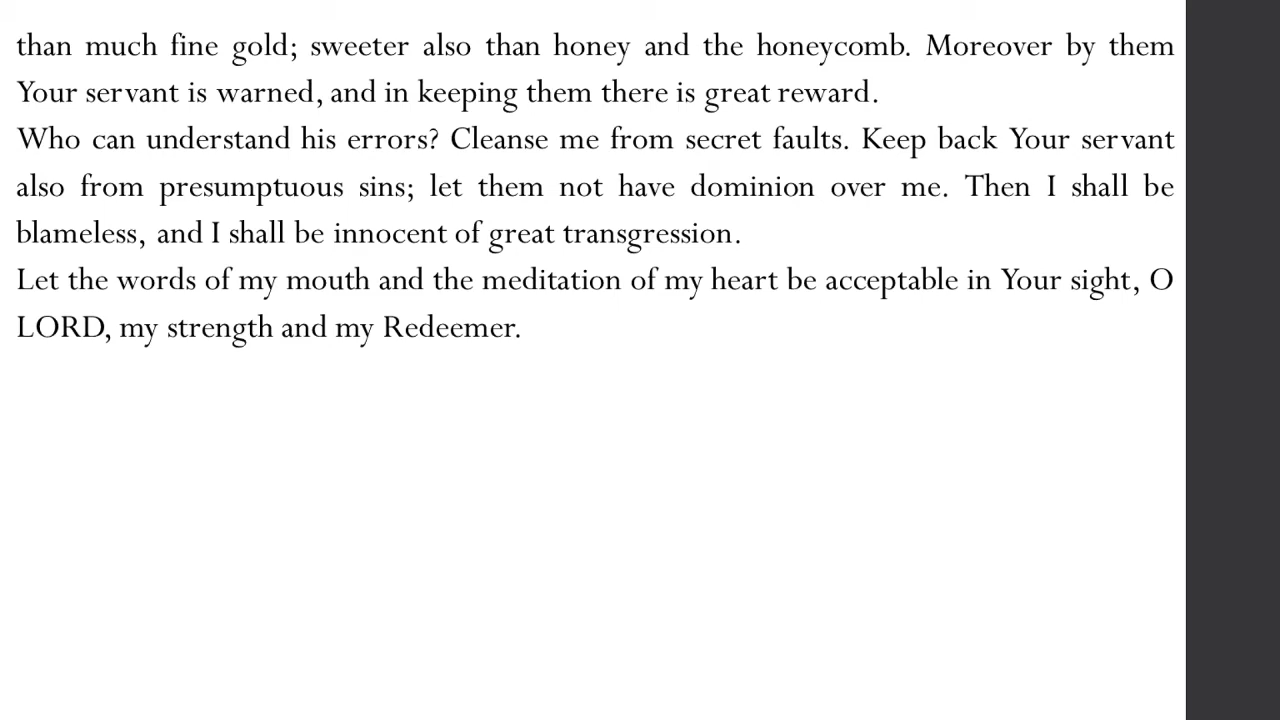 than much fine gold; sweeter also than honey and the honeycomb. Moreover by them
Your servant is warned, and in keeping them there is great reward.
Who can understand his errors? Cleanse me from secret faults. Keep back Your servant
also from presumptuous sins; let them not have dominion over me. Then I shall be
blameless, and I shall be innocent of great transgression.
Let the words of my mouth and the meditation of my heart be acceptable in Your sight, O
LORD, my strength and my Redeemer.